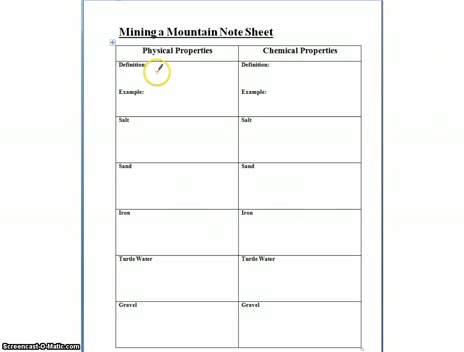 Mining a Mountain Note Sheet
Physical Properties Chemical Properties
Definition: Definition:
Example: Example:
Salt Salt
Sand Sand
Iron Iron
Turtle Water Turtle Water
Gravel Gravel
Screencast-O-Matic.com